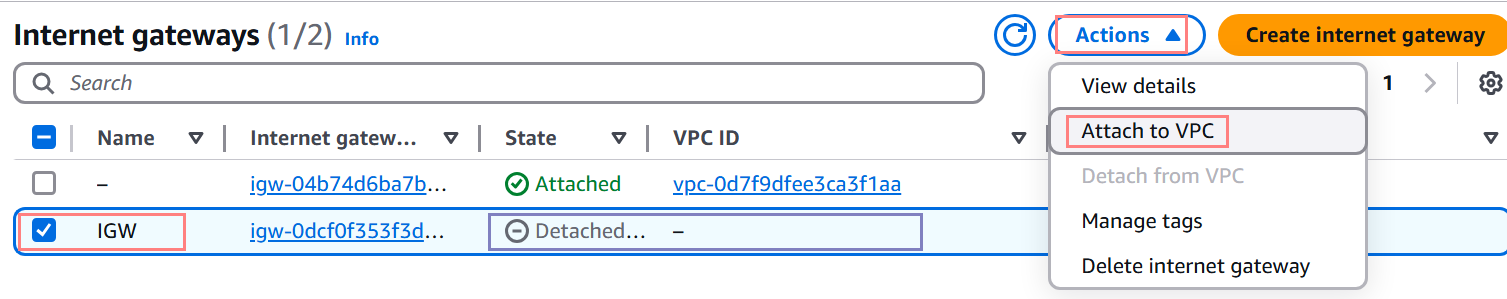 Internet gateways (1/2) Info Actions Create internet gateway
Search 1
View details
Name Internet gatew... State VPC ID
Attach to VPC
– igw-04b74d6ba7b... Attached vpc-0d7f9dfee3ca3f1aa
Detach from VPC
IGW igw-0dcf0f353f3d... Detached... –
Manage tags
Delete internet gateway